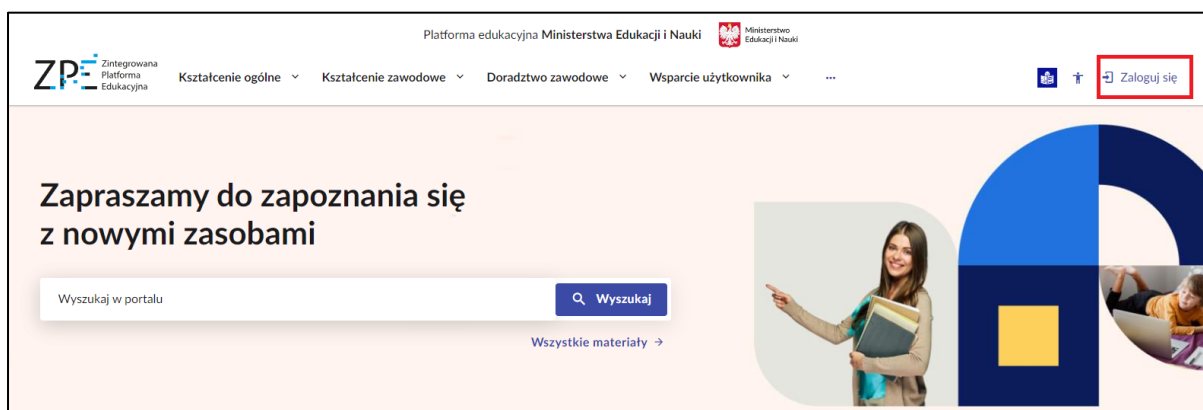 Platforma edukacyjna Ministerstwa Edukacji i Nauki
Ministerstwo
Edukacji i Nauki
ZPE
Zintegrowana
Platforma
Edukacyjna
Kształcenie ogólne
Kształcenie zawodowe
Doradztwo zawodowe
Wsparcie użytkownika
...
Zaloguj się
Zapraszamy do zapoznania się
z nowymi zasobami
Wyszukaj w portalu
Wyszukaj
Wszystkie materiały →